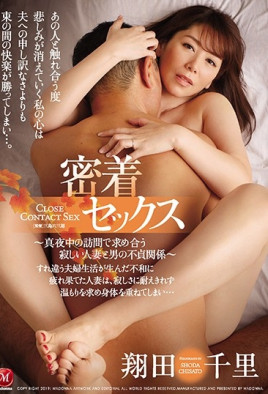 あの人と触れ合う度
悲しみが消えていく私の心は
夫への申し訳なさよりも
束の間の快楽が勝ってしまい…。
密着
CLOSE
CONTACT SEX
セックス
～真夜中の訪問で求め合う
寂しい人妻と男の不貞関係～
すれ違う夫婦生活が生んだ不和に
疲れ果てた人妻は、寂しさに耐えきれず
温もりを求め身体を重ねてしまい…
翔田
SHODA
CHISATO
千里
M